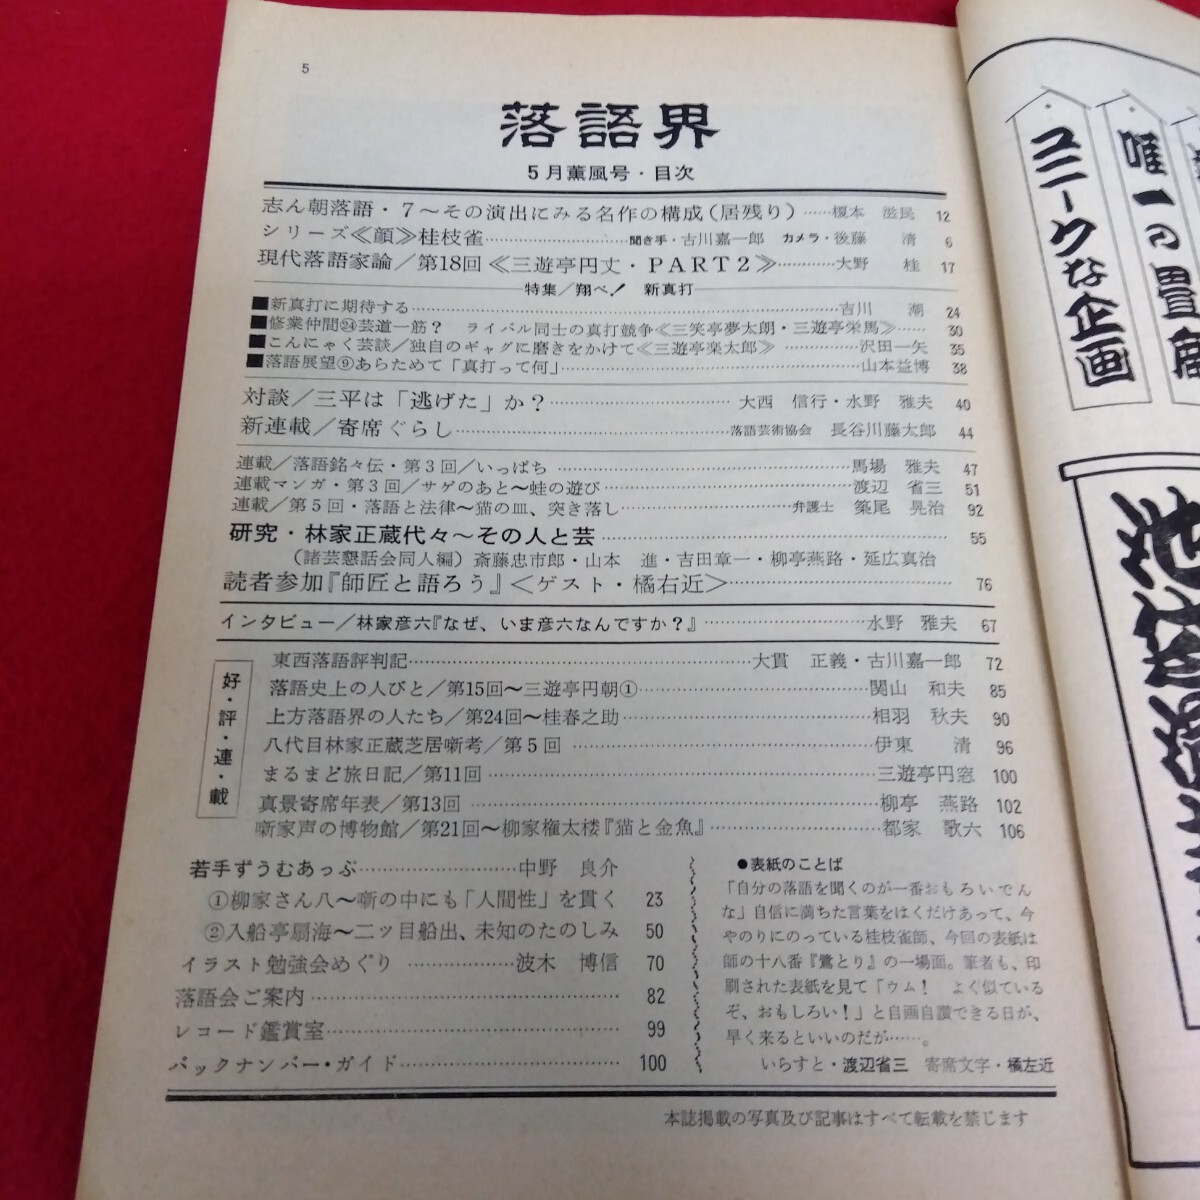 5
落語界
5月薫風号・目次
志ん朝落語・7〜その演出にみる名作の構成(居残り)……榎本 滋民 12
シリーズ≪顔≫桂枝雀……聞き手・古川嘉一郎 カメラ・後藤 清 6
現代落語家論/第18回≪三遊亭円丈・PART2≫……大野 桂 17
特集/翔べ! 新真打
■新真打に期待する……吉川 潮 24
■修業仲間㉔芸道一筋? ライバル同士の真打競争≪三笑亭夢太朗・三遊亭栄馬≫…… 30
■こんにゃく芸談/独自のギャグに磨きをかけて≪三遊亭楽太郎≫……沢田一矢 35
■落語展望⑨あらためて「真打って何」……山本益博 38
対談/三平は「逃げた」か?……大西 信行・水野 雅夫 40
新連載/寄席ぐらし……落語芸術協会 長谷川藤太郎 44
連載/落語銘々伝・第3回/いっぱち……馬場 雅夫 47
連載マンガ・第3回/サゲのあと〜蛙の遊び……渡辺 省三 51
連載/第5回・落語と法律〜猫の皿、突き落し……弁護士 築尾 晃治 92
研究・林家正蔵代々〜その人と芸…… 55
(諸芸懇話会同人編)斎藤忠市郎・山本 進・吉田章一・柳亭燕路・延広真治
読者参加『師匠と語ろう』<ゲスト・橘右近>…… 76
インタビュー/林家彦六『なぜ、いま彦六なんですか?』……水野 雅夫 67
好・評・連・載
東西落語評判記……大貫 正義・古川嘉一郎 72
落語史上の人びと/第15回〜三遊亭円朝①……関山 和夫 85
上方落語界の人たち/第24回〜桂春之助……相羽 秋夫 90
八代目林家正蔵芝居噺考/第5回……伊東 清 96
まるまど旅日記/第11回……三遊亭円窓 100
真景寄席年表/第13回……柳亭 燕路 102
噺家声の博物館/第21回〜柳家権太楼『猫と金魚』……都家 歌六 106
若手ずうむあっぷ……中野 良介
①柳家さん八〜噺の中にも「人間性」を貫く 23
②入船亭扇海〜二ッ目船出、未知のたのしみ 50
イラスト勉強会めぐり……波木 博信 70
落語会ご案内…… 82
レコード鑑賞室…… 99
バックナンバー・ガイド…… 100
●表紙のことば
「自分の落語を聞くのが一番おもろいでん
な」自信に満ちた言葉をはくだけあって、今
やのりにのっている桂枝雀師、今回の表紙は
師の十八番『鷺とり』の一場面。筆者も、印
刷された表紙を見て「ウム! よく似ている
ぞ、おもしろい!」と自画自讃できる日が、
早く来るといいのだが……。
いらすと・渡辺省三 寄席文字・橘左近
本誌掲載の写真及び記事はすべて転載を禁じます
ユニークな企画
唯一の畳席
池袋演芸